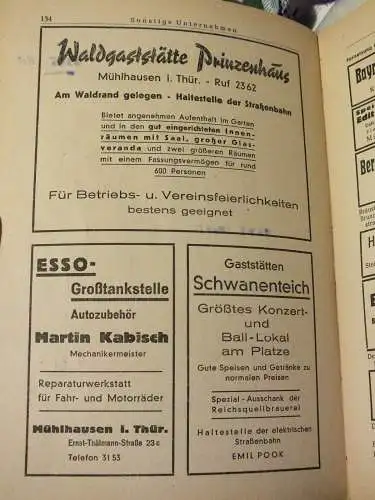 134
Sonstige Unternehmen
Waldgaststätte Prinzenhaus
Mühlhausen i. Thür. - Ruf 2362
Am Waldrand gelegen - Haltestelle der Straßenbahn
Bietet angenehmen Aufenthalt im Garten
und in den gut eingerichteten Innen-
räumen mit Saal, großer Glas-
veranda und zwei größeren Räumen
mit einem Fassungsvermögen für rund
600 Personen
Für Betriebs- u. Vereinsfeierlichkeiten
bestens geeignet
ESSO-
Großtankstelle
Autozubehör
Martin Kabisch
Mechanikermeister
Reparaturwerkstatt
für Fahr- und Motorräder
Mühlhausen i. Thür.
Ernst-Thälmann-Straße 23c
Telefon 3153
Gaststätten
Schwanenteich
Größtes Konzert-
und
Ball-Lokal
am Platze
Gute Speisen und Getränke zu
normalen Preisen
Spezial-Ausschank der
Reichsquellbrauerei
Haltestelle der elektrischen
Straßenbahn
EMIL POOK